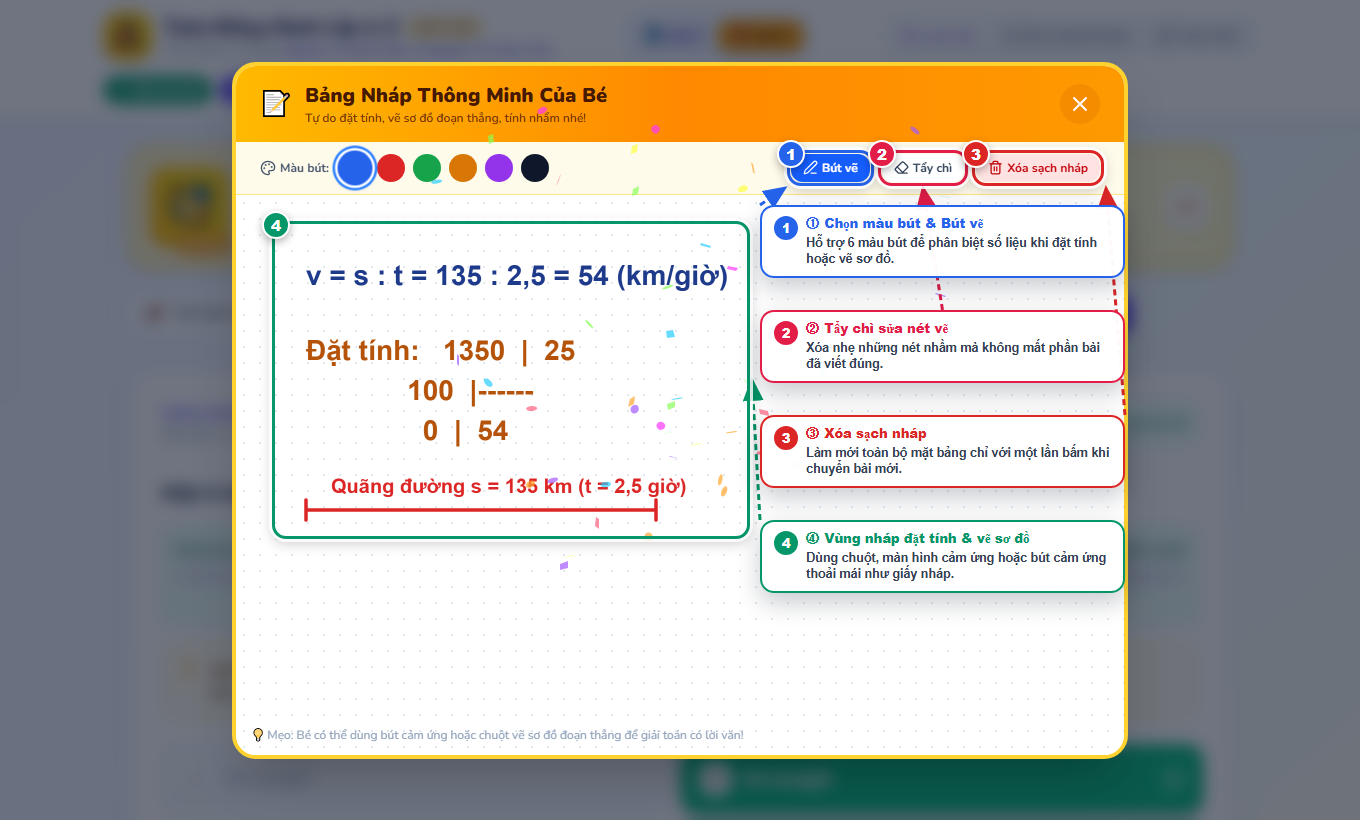 Bảng Nháp Thông Minh Của Bé
Tự do đặt tính, vẽ sơ đồ đoạn thẳng, tính nhẩm nhé!
Màu bút:
1 Bút vẽ
2 Tẩy chì
3 Xóa sạch nháp
4
v = s : t = 135 : 2,5 = 54 (km/giờ)
Đặt tính: 1350 | 25
100 |------
0 | 54
Quãng đường s = 135 km (t = 2,5 giờ)
1 ① Chọn màu bút & Bút vẽ
Hỗ trợ 6 màu bút để phân biệt số liệu khi đặt tính
hoặc vẽ sơ đồ.
2 ② Tẩy chì sửa nét vẽ
Xóa nhẹ những nét nhầm mà không mất phần bài
đã viết đúng.
3 ③ Xóa sạch nháp
Làm mới toàn bộ mặt bảng chỉ với một lần bấm khi
chuyển bài mới.
4 ④ Vùng nháp đặt tính & vẽ sơ đồ
Dùng chuột, màn hình cảm ứng hoặc bút cảm ứng
thoải mái như giấy nháp.
Mẹo: Bé có thể dùng bút cảm ứng hoặc chuột vẽ sơ đồ đoạn thẳng để giải toán có lời văn!